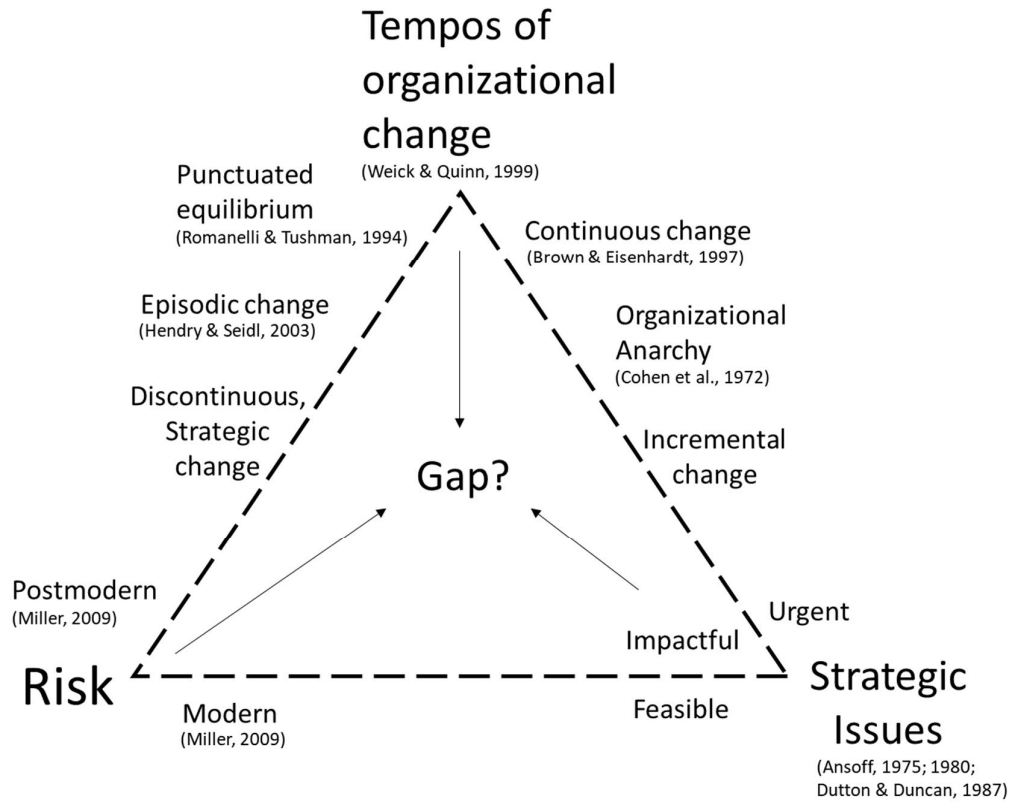 Tempos of
organizational
change
(Weick & Quinn, 1999)
Punctuated
equilibrium
(Romanelli & Tushman, 1994)
Continuous change
(Brown & Eisenhardt, 1997)
Episodic change
(Hendry & Seidl, 2003)
Organizational
Anarchy
(Cohen et al., 1972)
Discontinuous,
Strategic
change
Incremental
change
Gap?
Postmodern
(Miller, 2009)
Urgent
Impactful
Risk
Strategic
Issues
(Ansoff, 1975; 1980;
Dutton & Duncan, 1987)
Modern
(Miller, 2009)
Feasible